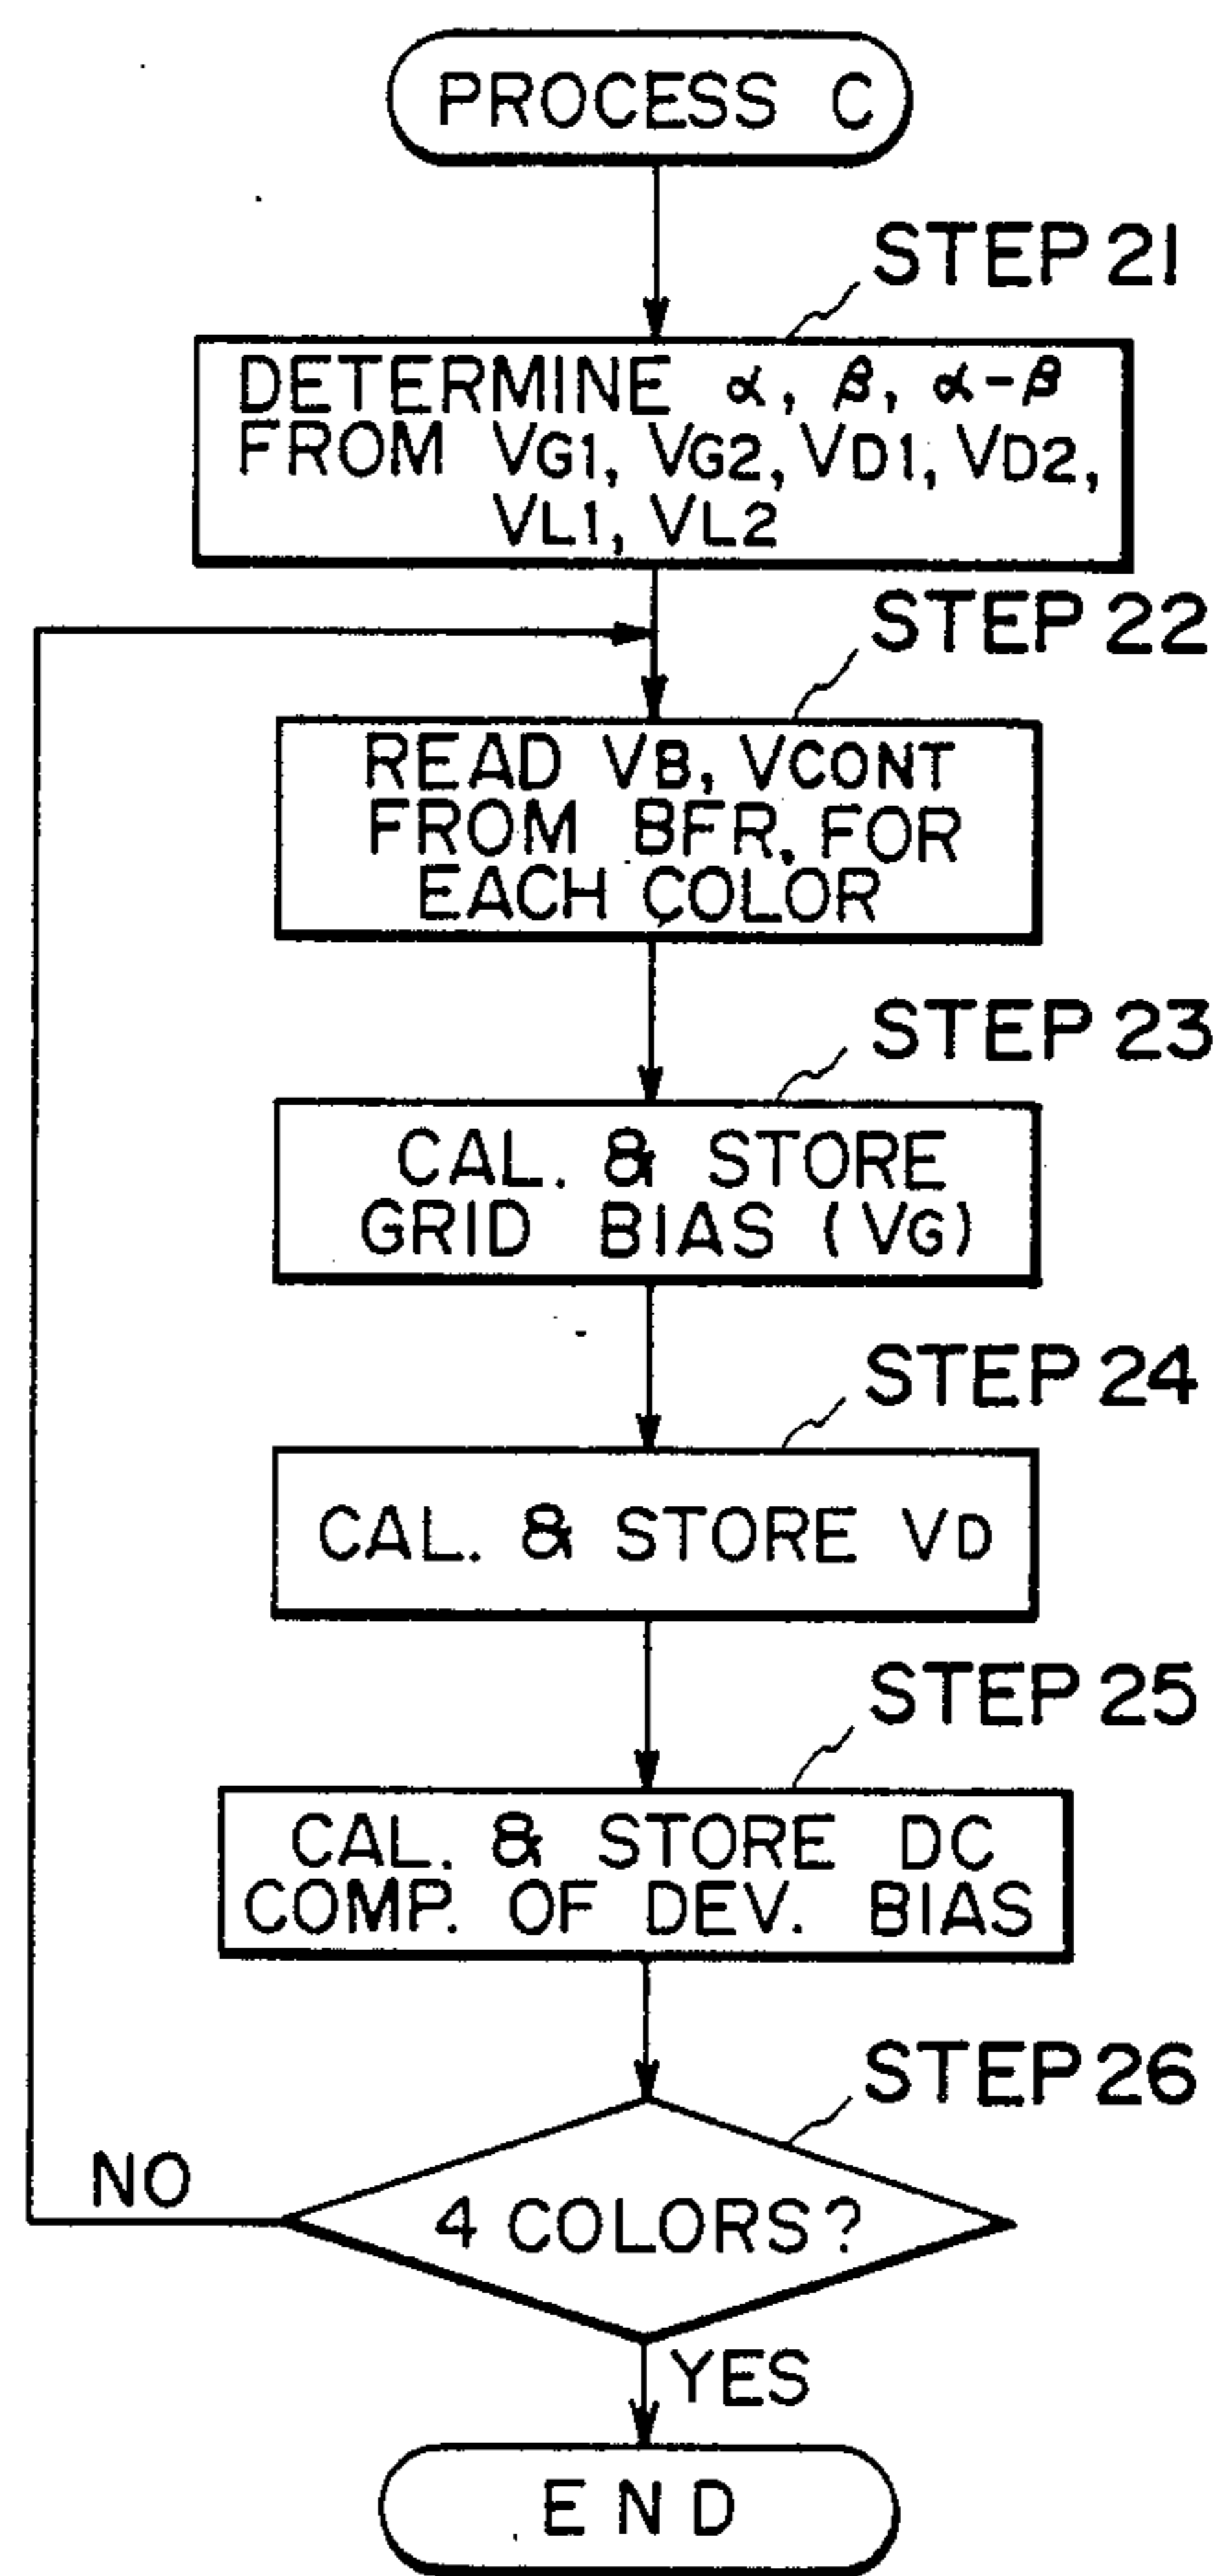 PROCESS C
STEP 21
DETERMINE α, β, α-β
FROM VG1, VG2, VD1, VD2,
VL1, VL2
STEP 22
READ VB, VCONT
FROM BFR, FOR
EACH COLOR
STEP 23
CAL. & STORE
GRID BIAS (VG)
STEP 24
CAL. & STORE VD
STEP 25
CAL. & STORE DC
COMP. OF DEV. BIAS
STEP 26
NO
4 COLORS?
YES
END